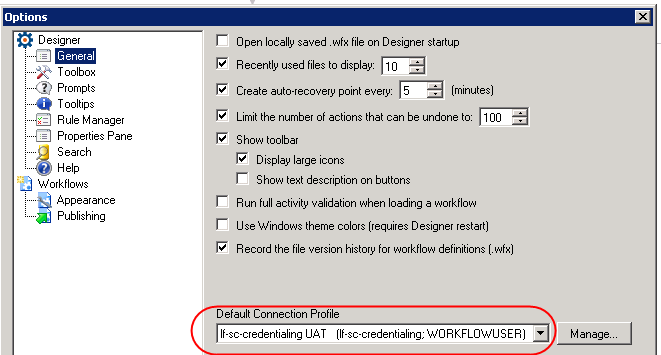 Options
Designer
General
Toolbox
Prompts
Tooltips
Rule Manager
Properties Pane
Search
Help
Workflows
Appearance
Publishing
Open locally saved .wfx file on Designer startup
Recently used files to display: 10
Create auto-recovery point every: 5 (minutes)
Limit the number of actions that can be undone to: 100
Show toolbar
Display large icons
Show text description on buttons
Run full activity validation when loading a workflow
Use Windows theme colors (requires Designer restart)
Record the file version history for workflow definitions (.wfx)
Default Connection Profile
lf-sc-credentialing UAT (lf-sc-credentialing; WORKFLOWUSER) Manage...